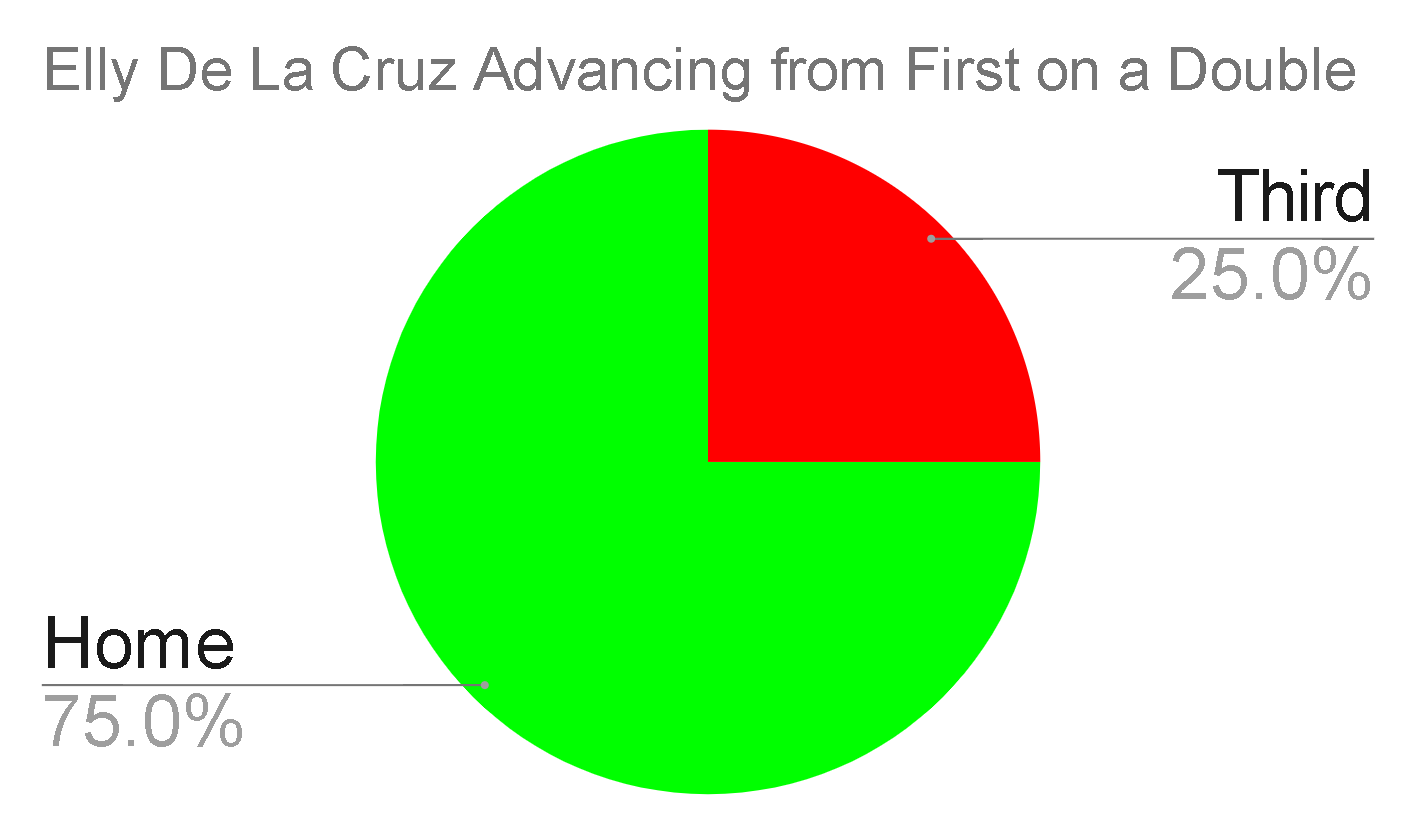 Elly De La Cruz Advancing from First on a Double
Third
25.0%
Home
75.0%